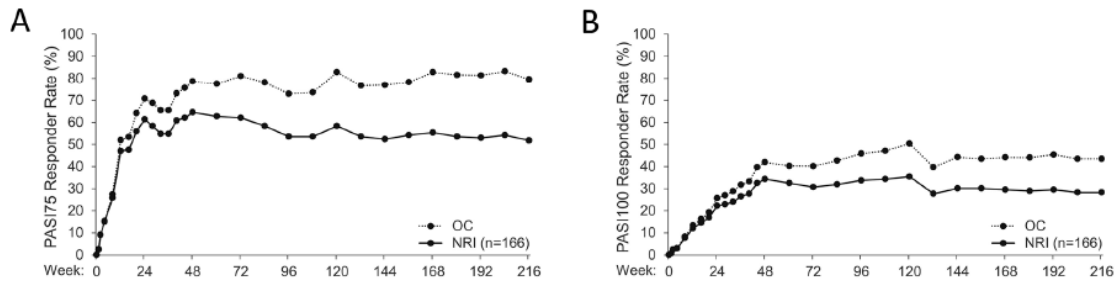 A
PASI75 Responder Rate (%)
100
90
80
70
60
50
40
30
20
10
0
OC
NRI (n=166)
Week: 0 24 48 72 96 120 144 168 192 216
B
PASI100 Responder Rate (%)
100
90
80
70
60
50
40
30
20
10
0
OC
NRI (n=166)
Week: 0 24 48 72 96 120 144 168 192 216